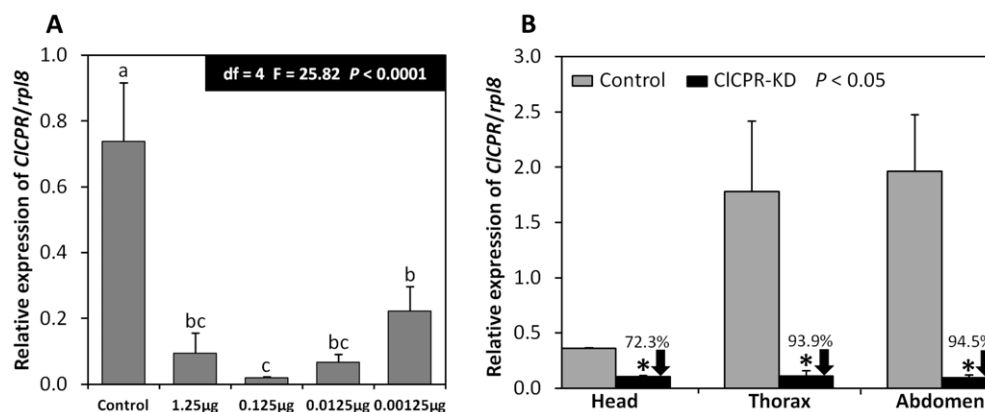 A
Relative expression of ClCPR/rpl8
1.0
0.8
0.6
0.4
0.2
0.0
df = 4 F = 25.82 P < 0.0001
a
bc
c
bc
b
Control 1.25µg 0.125µg 0.0125µg 0.00125µg
B
Relative expression of ClCPR/rpl8
3.0
2.5
2.0
1.5
1.0
0.5
0.0
Control ClCPR-KD P < 0.05
72.3% 93.9% 94.5%
* * *
Head Thorax Abdomen